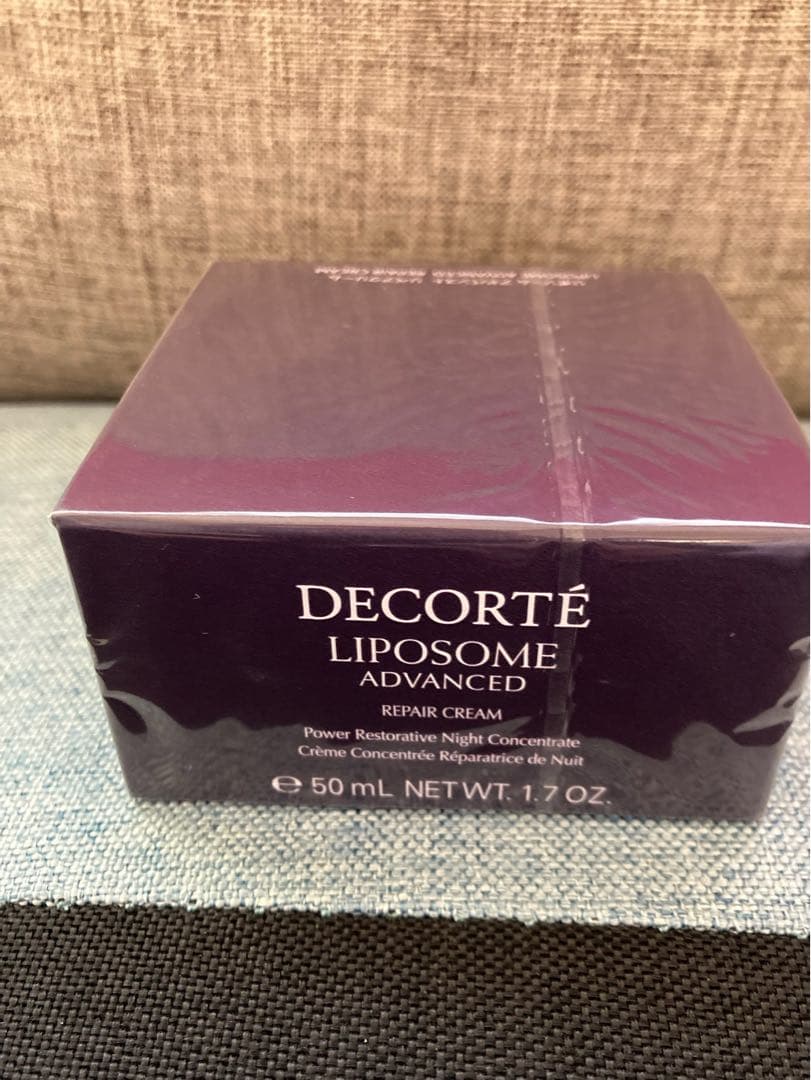 DECORTÉ
LIPOSOME
ADVANCED
REPAIR CREAM
Power Restorative Night Concentrate
Crème Concentrée Réparatrice de Nuit
e 50 mL NET WT. 1.7 OZ.